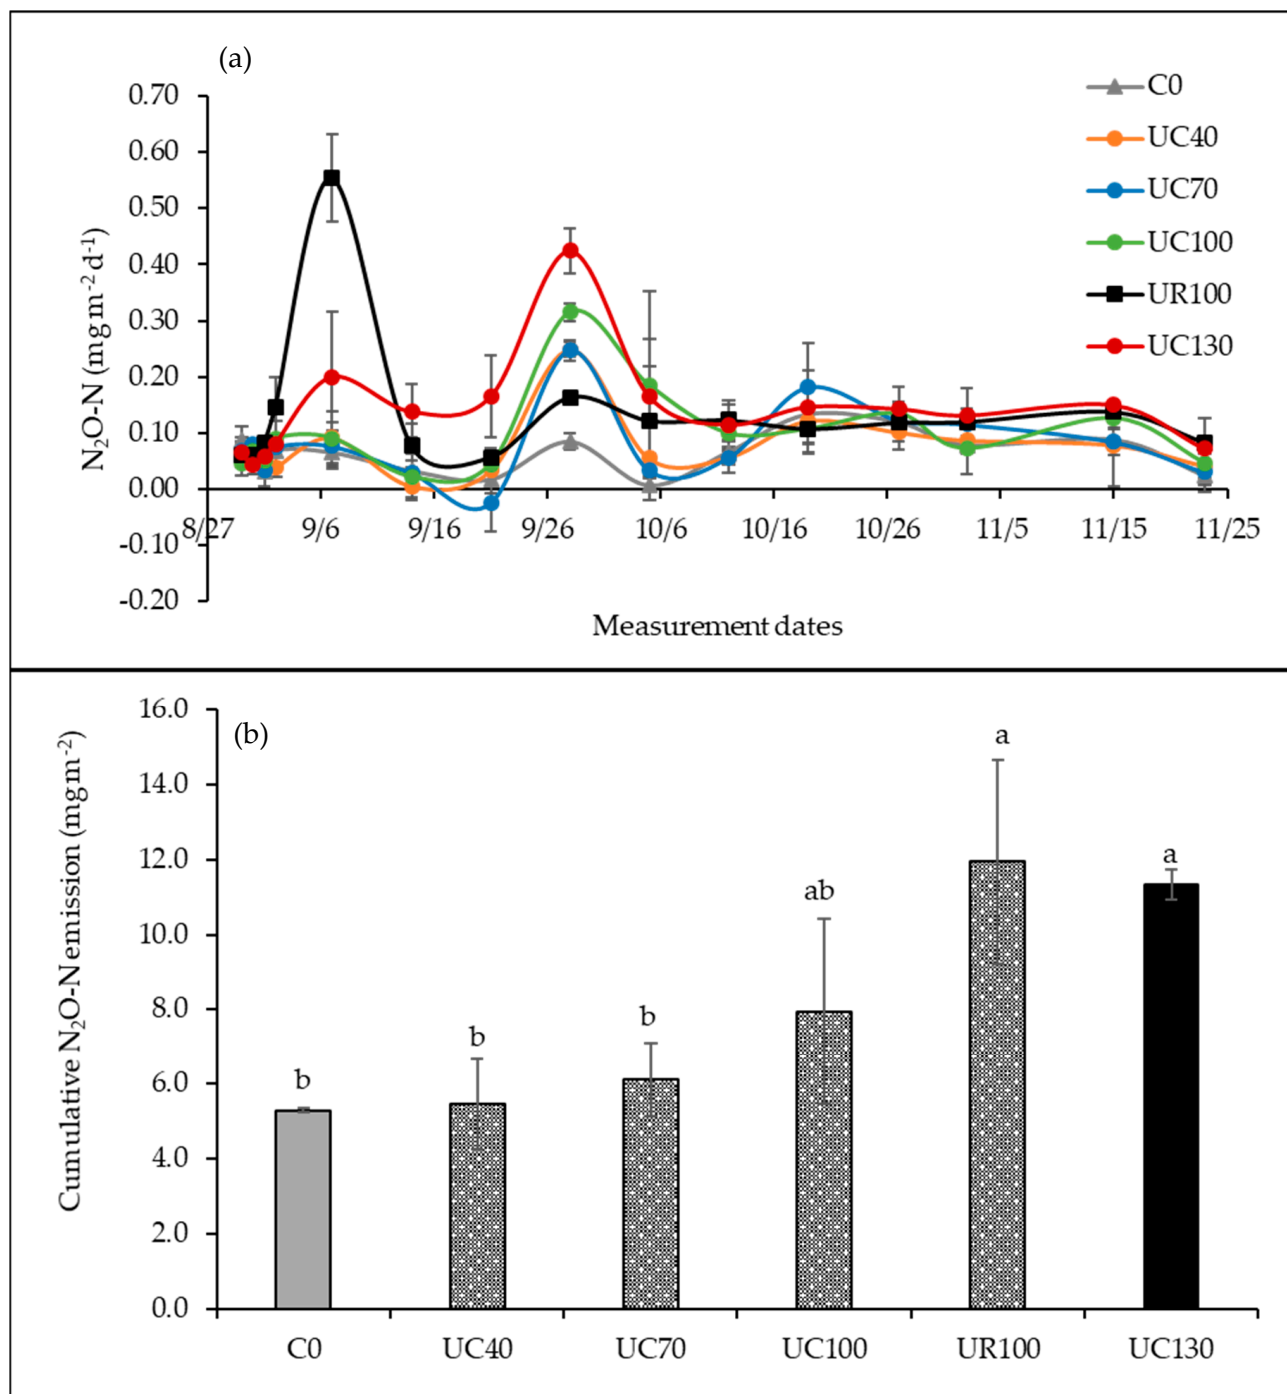 (a)
0.70
0.60
0.50
0.40
0.30
0.20
0.10
0.00
-0.10
-0.20
N₂O-N (mg m⁻² d⁻¹)
8/27 9/6 9/16 9/26 10/6 10/16 10/26 11/5 11/15 11/25
Measurement dates
C0
UC40
UC70
UC100
UR100
UC130
(b)
16.0
14.0
12.0
10.0
8.0
6.0
4.0
2.0
0.0
Cumulative N₂O-Nemission (mg m⁻²)
b b b ab a a
C0 UC40 UC70 UC100 UR100 UC130